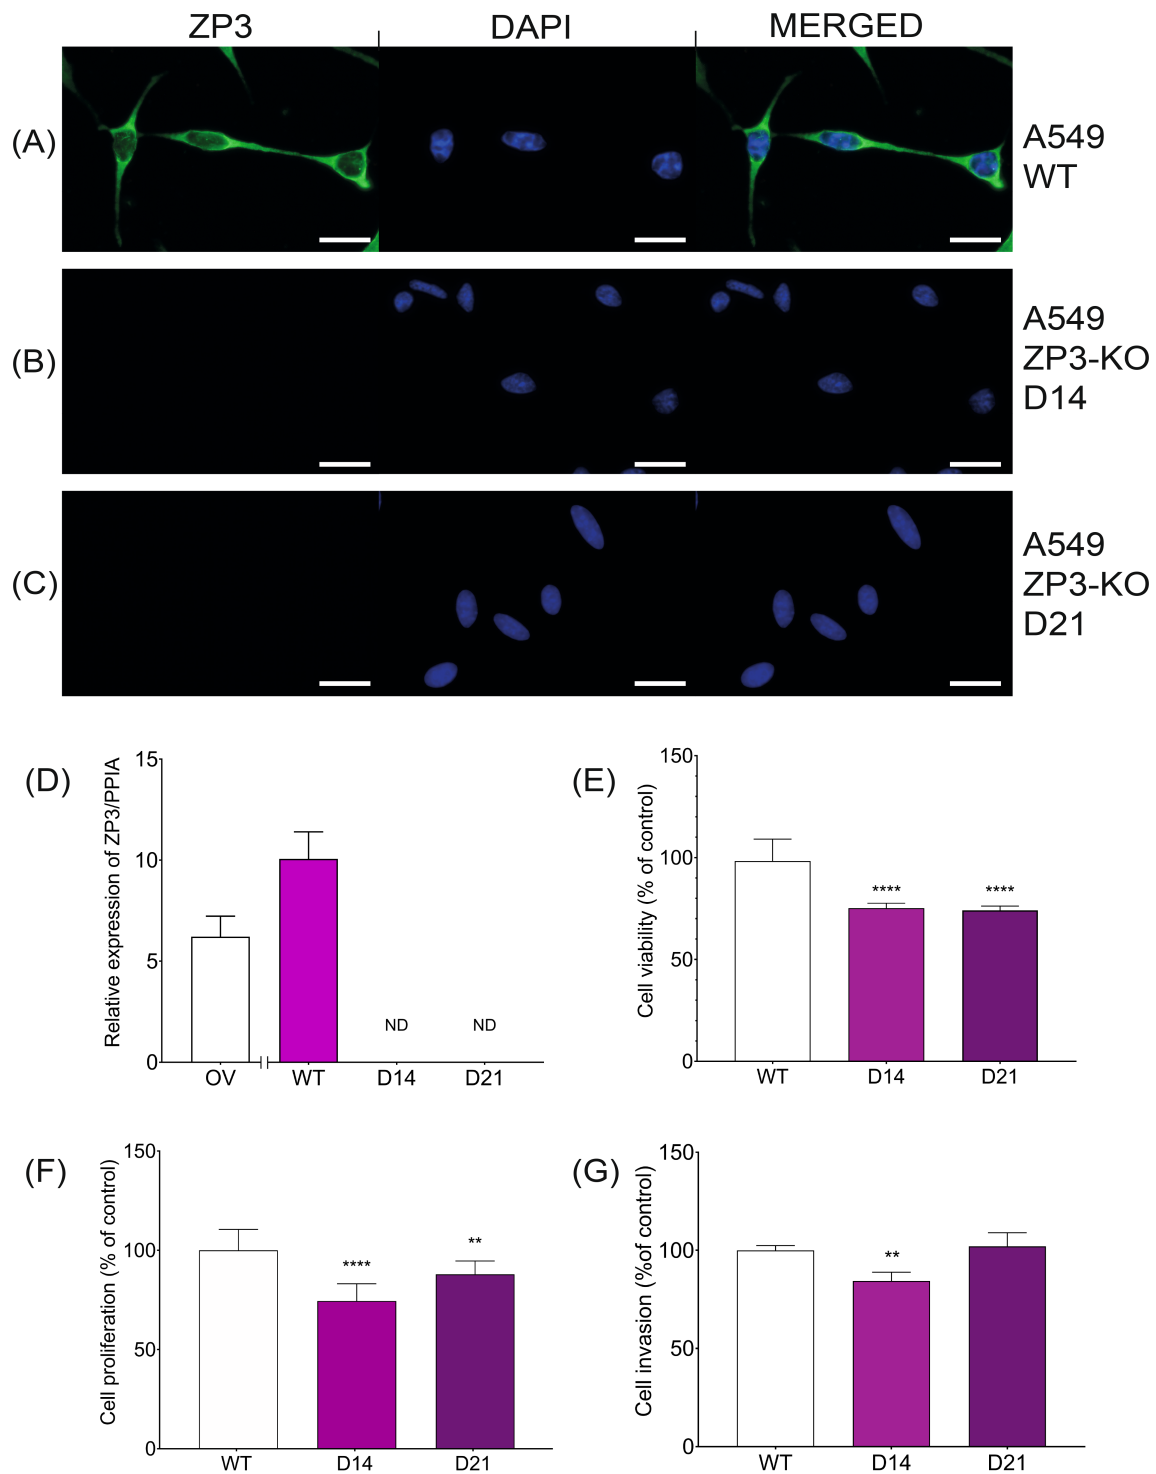 ZP3
DAPI
MERGED
(A)
A549
WT
(B)
A549
ZP3-KO
D14
(C)
A549
ZP3-KO
D21
(D)
Relative expression of ZP3/PPIA
15
10
5
0
ND
ND
OV
WT
D14
D21
(E)
Cell viability (% of control)
150
100
50
0
****
****
WT
D14
D21
(F)
Cell proliferation (% of control)
150
100
50
0
****
**
WT
D14
D21
(G)
Cell invasion (%of control)
150
100
50
0
**
WT
D14
D21